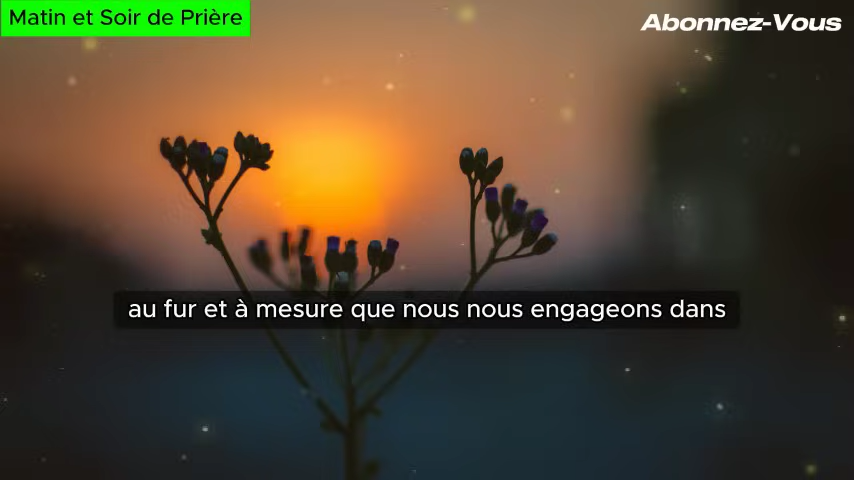 Matin et Soir de Prière
Abonnez-Vous
au fur et à mesure que nous nous engageons dans